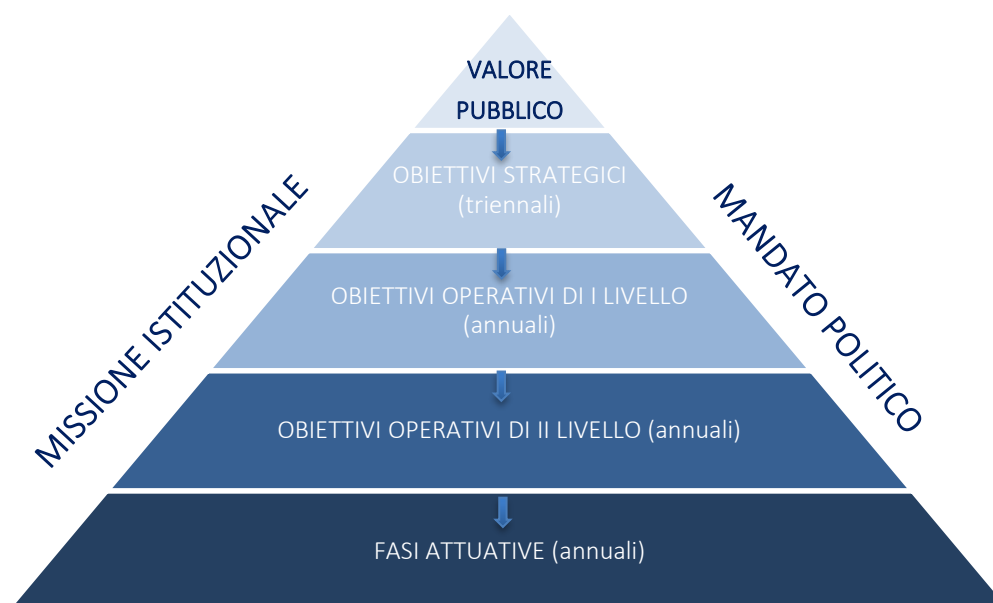 VALORE
PUBBLICO
OBIETTIVI STRATEGICI
(triennali)
OBIETTIVI OPERATIVI DI I LIVELLO
(annuali)
OBIETTIVI OPERATIVI DI II LIVELLO (annuali)
FASI ATTUATIVE (annuali)
MISSIONE ISTITUZIONALE
MANDATO POLITICO